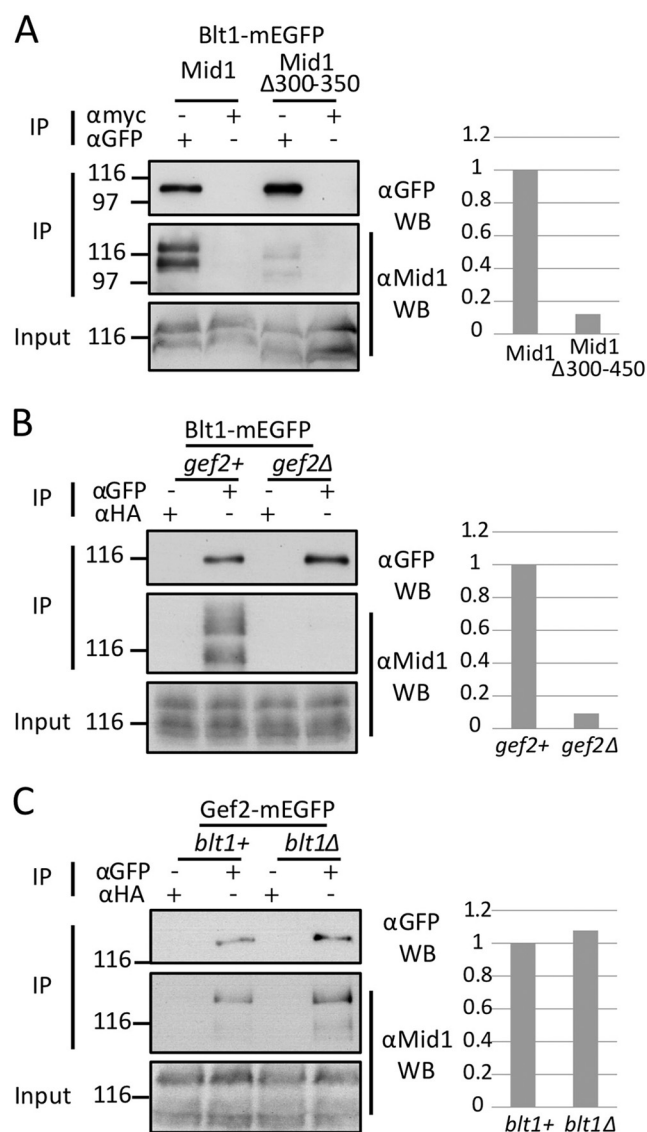 A
Blt1-mEGFP
Mid1 Mid1
Δ300-350
IP αmyc - + - +
αGFP + - + -
IP 116 97 αGFP WB
116 97 αMid1 WB
Input 116
1.2
1
0.8
0.6
0.4
0.2
0
Mid1 Mid1
Δ300-450
B
Blt1-mEGFP
gef2+ gef2Δ
IP αGFP - + - +
αHA + - + -
IP 116 αGFP WB
116 αMid1 WB
Input 116
1.2
1
0.8
0.6
0.4
0.2
0
gef2+ gef2Δ
C
Gef2-mEGFP
blt1+ blt1Δ
IP αGFP - + - +
αHA + - + -
IP 116 αGFP WB
116 αMid1 WB
Input 116
1.2
1
0.8
0.6
0.4
0.2
0
blt1+ blt1Δ